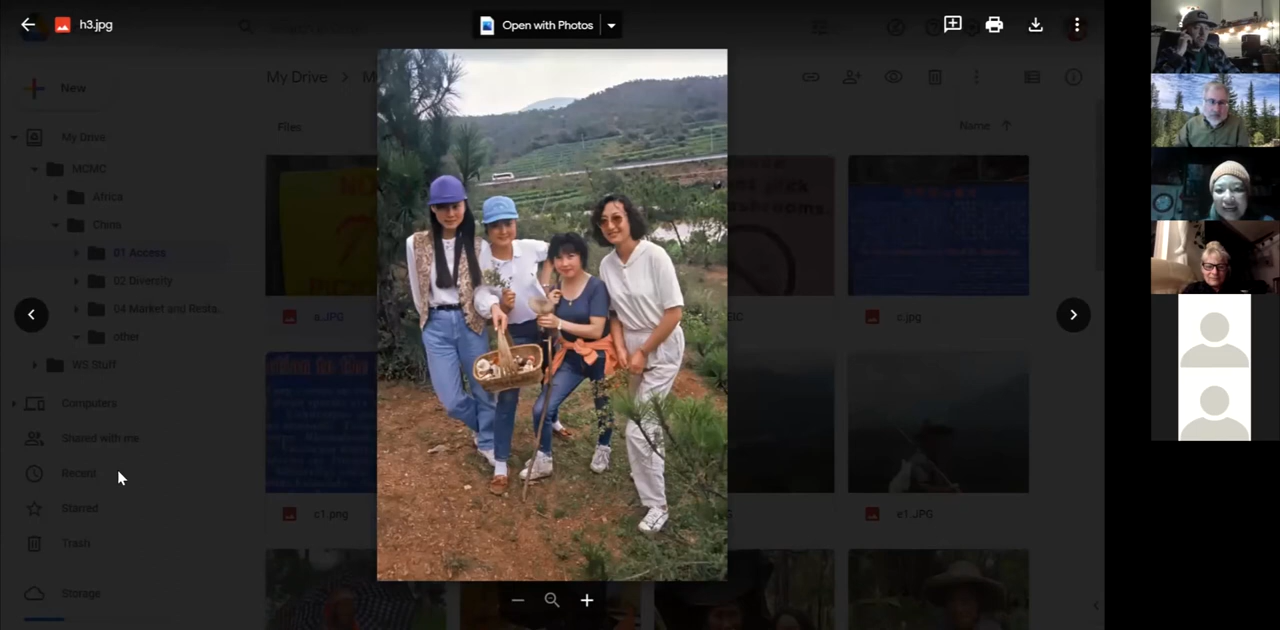 h3.jpg
Open with Photos
My Drive
New
Files
Name
My Drive
MCMC
Africa
China
01 Access
02 Diversity
04 Market and Resta..
other
WS Stuff
Computers
Shared with me
Recent
Starred
Trash
Storage
a..JPG
EIC
c.jpg
c1.png
e1.JPG